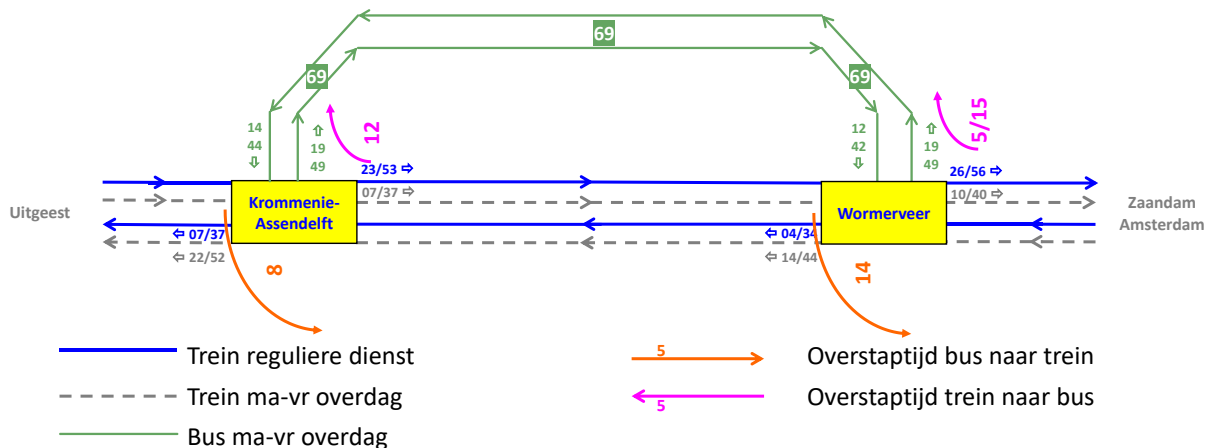 69
69
69
5/15
12
14
44
19
49
12
42
19
49
23/53
07/37
26/56
10/40
Uitgeest
Krommenie-
Assendelft
Wormerveer
Zaandam
Amsterdam
07/37
22/52
04/34
14/44
8
14
Trein reguliere dienst
Trein ma-vr overdag
Bus ma-vr overdag
5
Overstaptijd bus naar trein
5
Overstaptijd trein naar bus